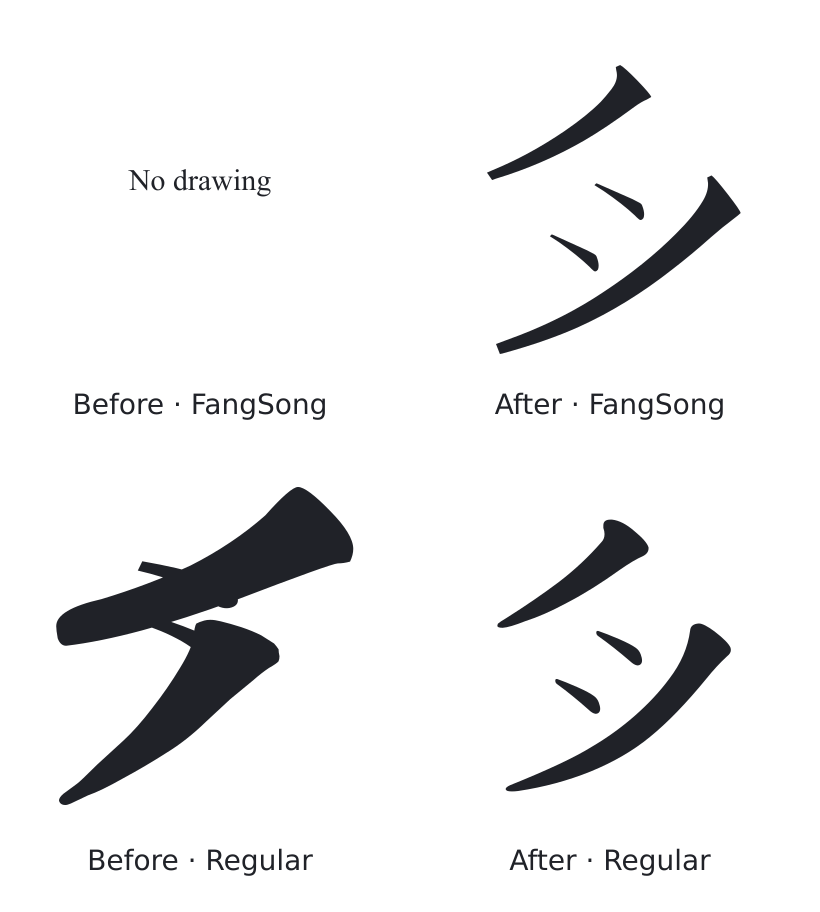 No drawing
Before · FangSong
After · FangSong
Before · Regular
After · Regular